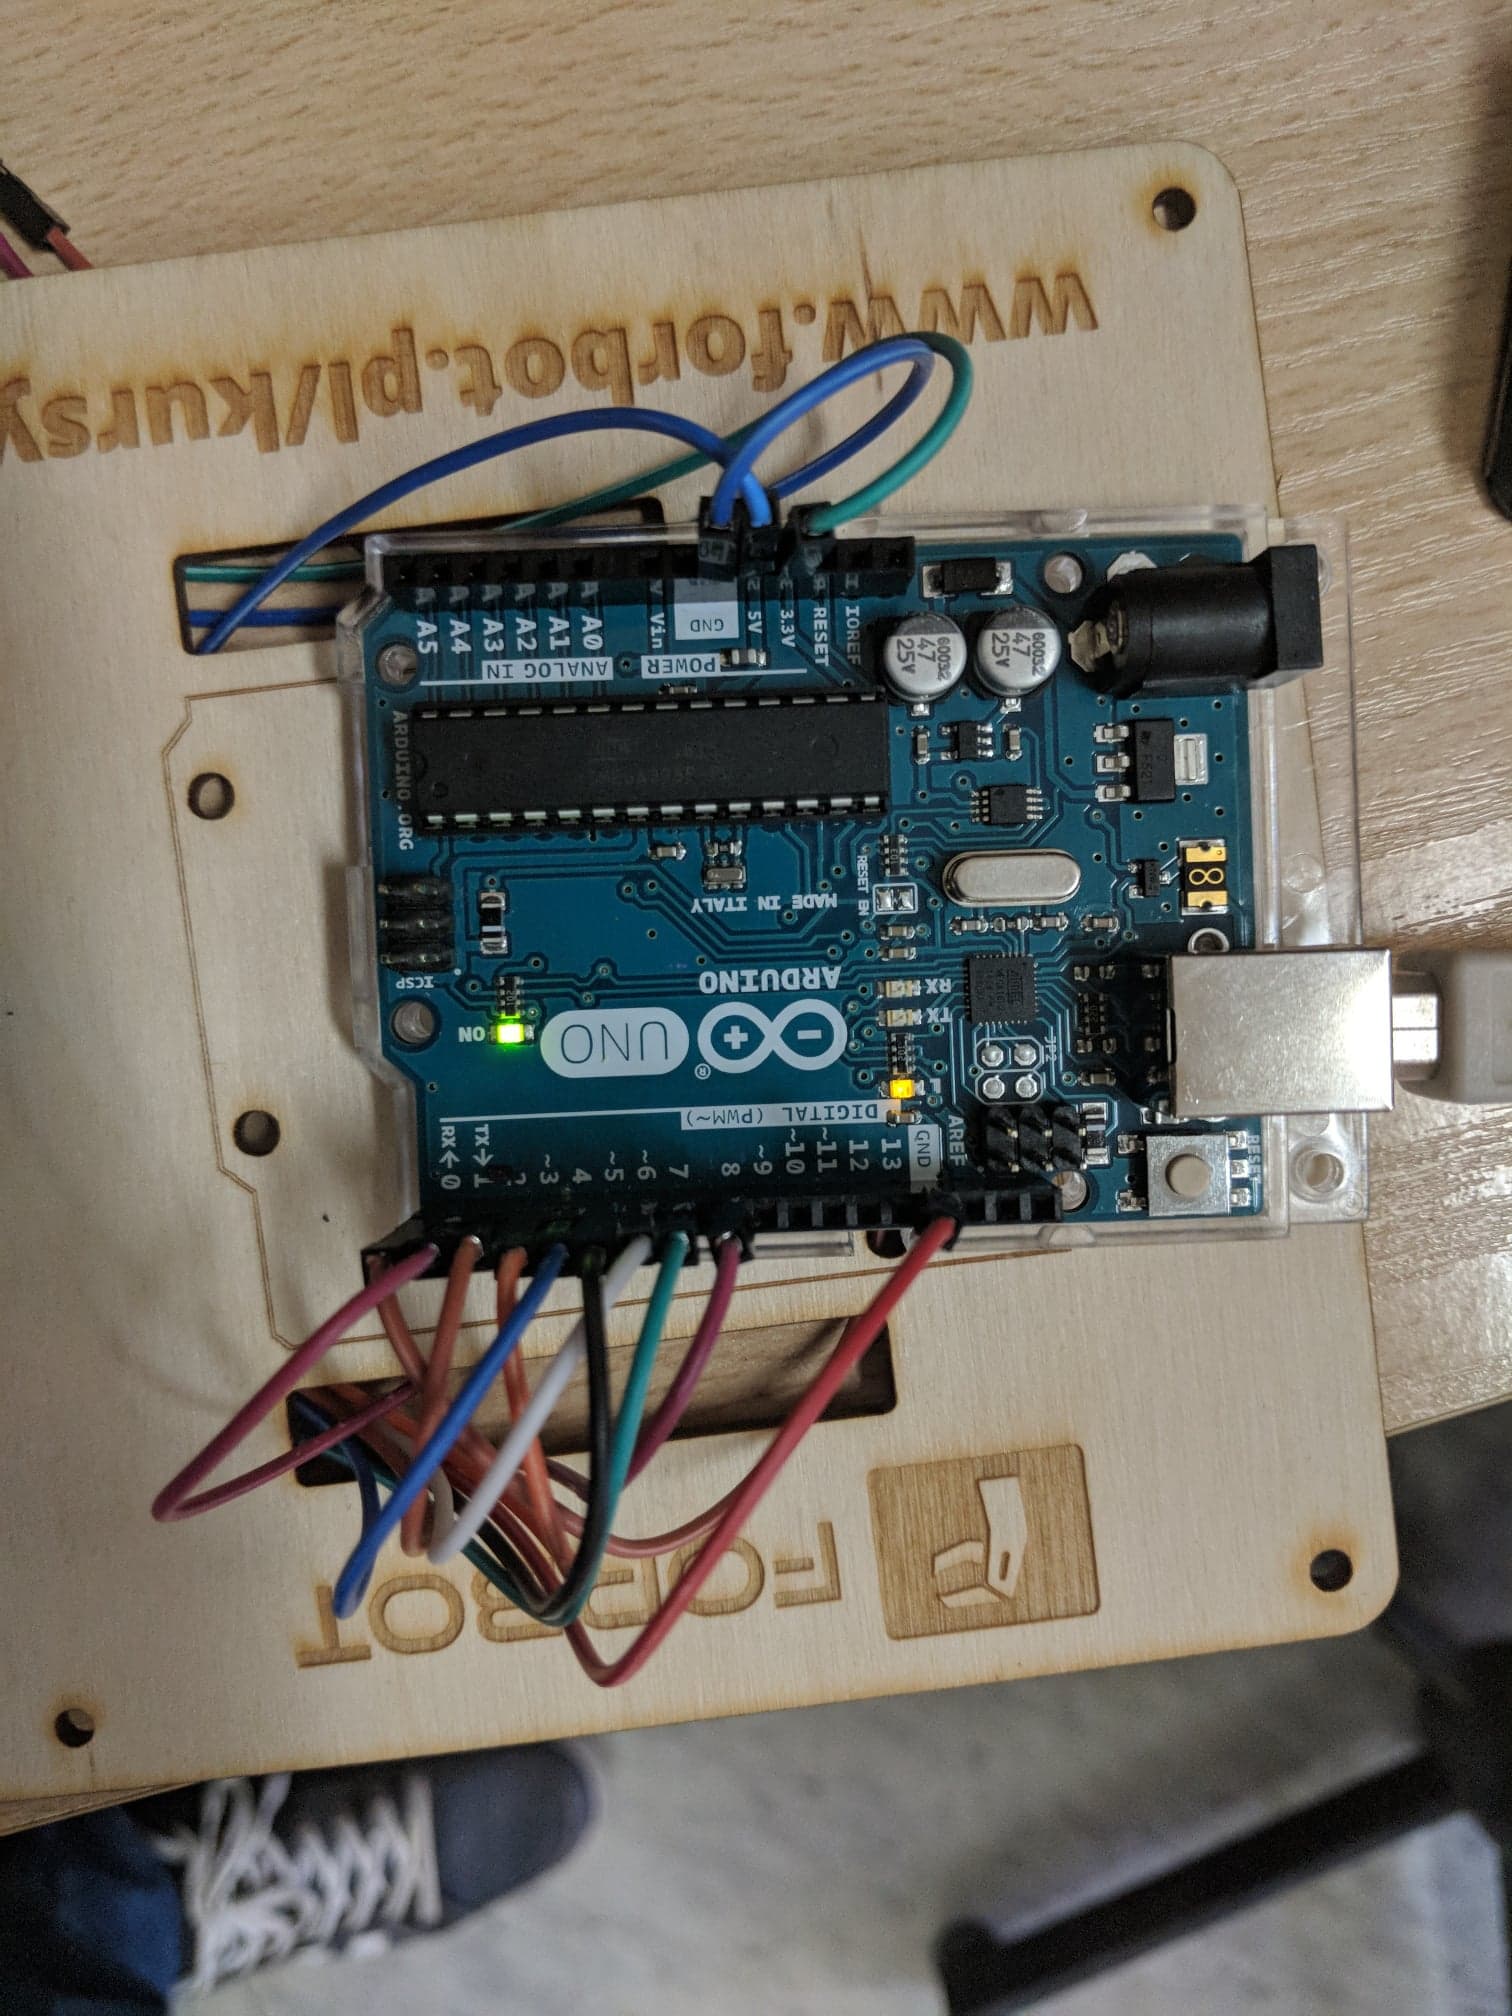 www.forbot.pl/kursy
IOREF
RESET
3.3V
5V
GND
Vin
A0
A1
A2
A3
A4
A5
POWER
ANALOG IN
47
25V
47
25V
ARDUINO.ORG
RESET EN
MADE IN ITALY
8
ICSP
ARDUINO
RX
TX
JP2
ON
UNO
®
L
DIGITAL (PWM~)
AREF
GND
13
12
~11
~10
~9
8
7
~6
~5
4
~3
2
TX→1
RX←0
RESET
FORBOT